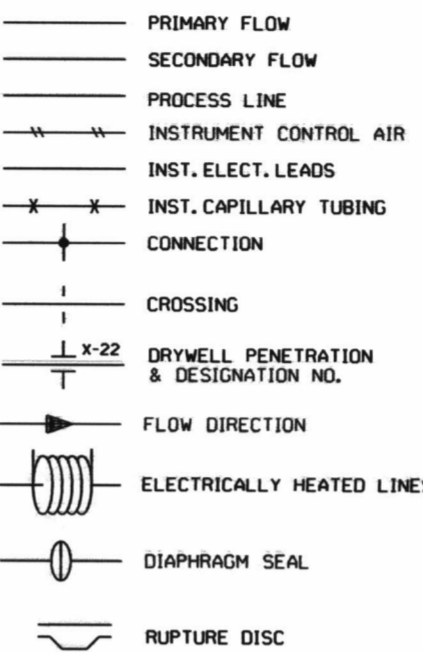 PRIMARY FLOW
SECONDARY FLOW
PROCESS LINE
INSTRUMENT CONTROL AIR
INST. ELECT. LEADS
INST. CAPILLARY TUBING
CONNECTION
CROSSING
X-22 DRYWELL PENETRATION
& DESIGNATION NO.
FLOW DIRECTION
ELECTRICALLY HEATED LINES
DIAPHRAGM SEAL
RUPTURE DISC